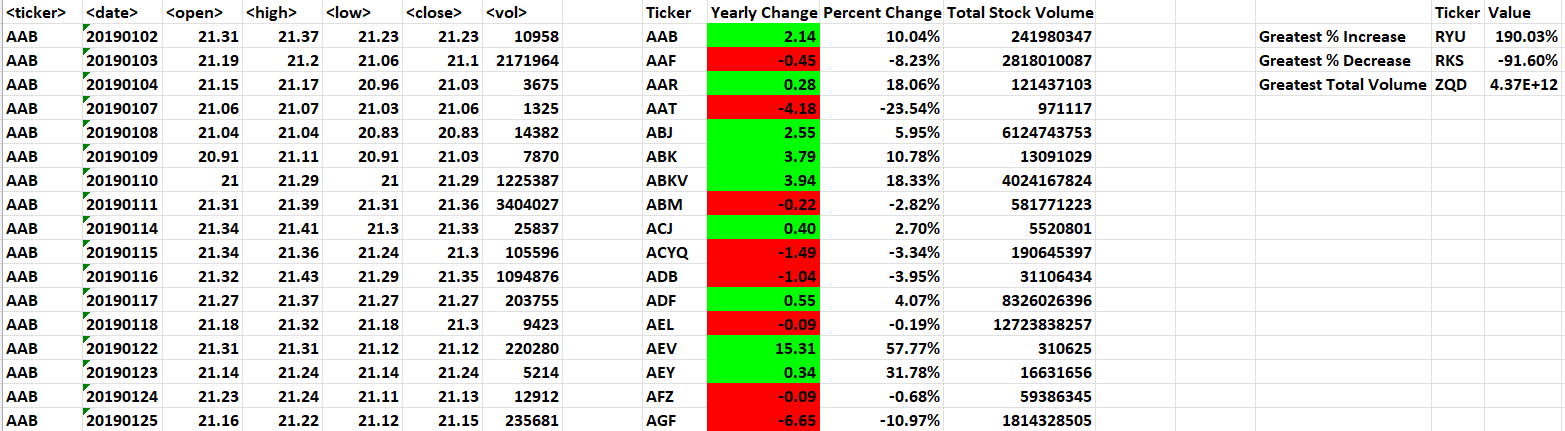 <ticker> <date> <open> <high> <low> <close> <vol> Ticker Yearly Change Percent Change Total Stock Volume Ticker Value
AAB 20190102 21.31 21.37 21.23 21.23 10958 AAB 2.14 10.04% 241980347 Greatest % Increase RYU 190.03%
AAB 20190103 21.19 21.2 21.06 21.1 2171964 AAF -0.45 -8.23% 2818010087 Greatest % Decrease RKS -91.60%
AAB 20190104 21.15 21.17 20.96 21.03 3675 AAR 0.28 18.06% 121437103 Greatest Total Volume ZQD 4.37E+12
AAB 20190107 21.06 21.07 21.03 21.06 1325 AAT -4.18 -23.54% 971117
AAB 20190108 21.04 21.04 20.83 20.83 14382 ABJ 2.55 5.95% 6124743753
AAB 20190109 20.91 21.11 20.91 21.03 7870 ABK 3.79 10.78% 13091029
AAB 20190110 21 21.29 21 21.29 1225387 ABKV 3.94 18.33% 4024167824
AAB 20190111 21.31 21.39 21.31 21.36 3404027 ABM -0.22 -2.82% 581771223
AAB 20190114 21.34 21.41 21.3 21.33 25837 ACJ 0.40 2.70% 5520801
AAB 20190115 21.34 21.36 21.24 21.3 105596 ACYQ -1.49 -3.34% 190645397
AAB 20190116 21.32 21.43 21.29 21.35 1094876 ADB -1.04 -3.95% 31106434
AAB 20190117 21.27 21.37 21.27 21.27 203755 ADF 0.55 4.07% 8326026396
AAB 20190118 21.18 21.32 21.18 21.3 9423 AEL -0.09 -0.19% 12723838257
AAB 20190122 21.31 21.31 21.12 21.12 220280 AEV 15.31 57.77% 310625
AAB 20190123 21.14 21.24 21.14 21.24 5214 AEY 0.34 31.78% 16631656
AAB 20190124 21.23 21.24 21.11 21.13 12912 AFZ -0.09 -0.68% 59386345
AAB 20190125 21.16 21.22 21.12 21.15 235681 AGF -6.65 -10.97% 1814328505